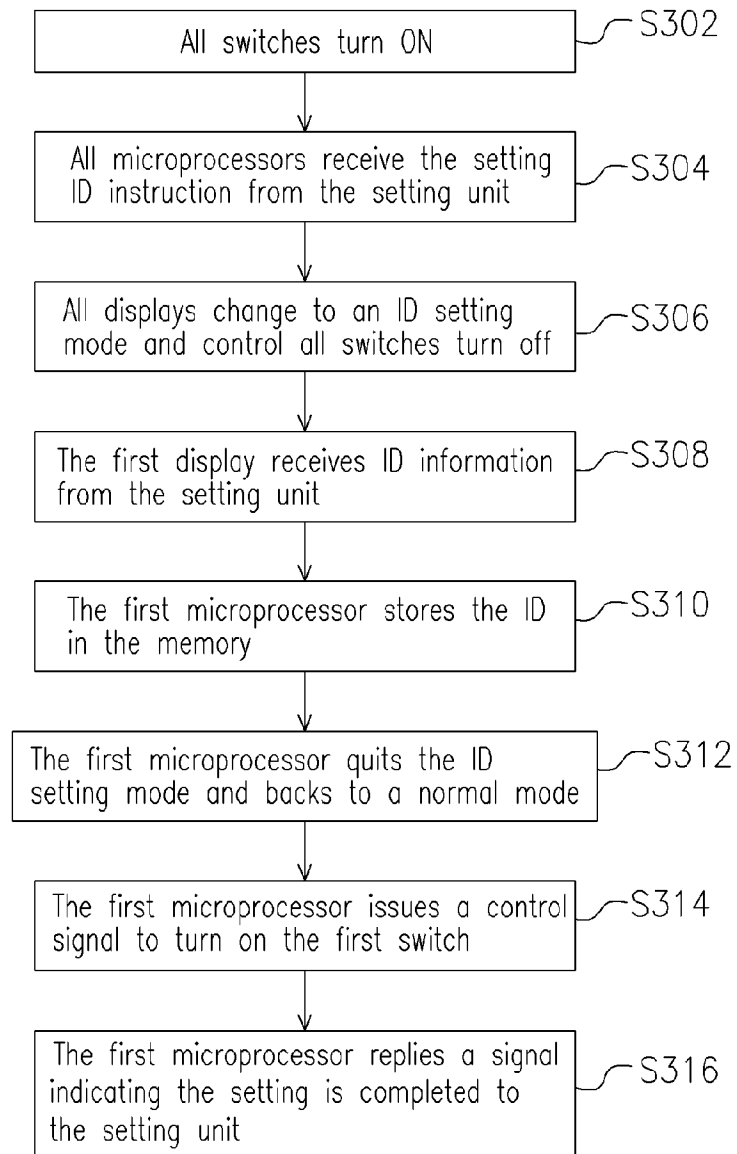 All switches turn ON
S302
All microprocessors receive the setting
ID instruction from the setting unit
S304
All displays change to an ID setting
mode and control all switches turn off
S306
The first display receives ID information
from the setting unit
S308
The first microprocessor stores the ID
in the memory
S310
The first microprocessor quits the ID
setting mode and backs to a normal mode
S312
The first microprocessor issues a control
signal to turn on the first switch
S314
The first microprocessor replies a signal
indicating the setting is completed to
the setting unit
S316